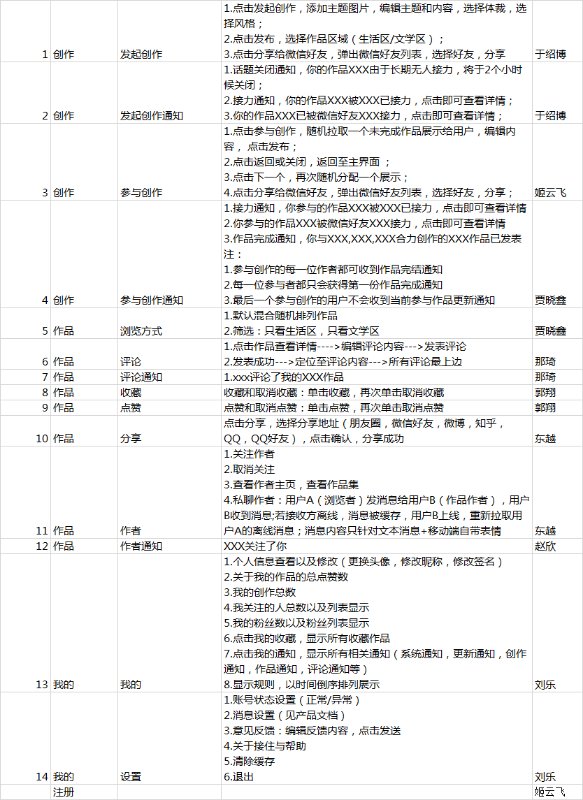 1.点击发起创作，添加主题图片，编辑主题和内容，选择体裁，选
择风格；
2.点击发布，选择作品区域（生活区/文学区）；
1 创作 发起创作 3.点击分享给微信好友，弹出微信好友列表，选择好友，分享 于绍博
1.话题关闭通知，你的作品XXX由于长期无人接力，将于2个小时
候关闭；
2.接力通知，你的作品XXX被XXX已接力，点击即可查看详情；
2 创作 发起创作通知 3.你的作品XXX已被微信好友XXX接力，点击即可查看详情； 于绍博
1.点击参与创作，随机拉取一个未完成作品展示给用户，编辑内
容，点击发布；
2.点击返回或关闭，返回至主界面；
3.点击下一个，再次随机分配一个展示；
3 创作 参与创作 4.点击分享给微信好友，弹出微信好友列表，选择好友，分享； 姬云飞
1.接力通知，你参与的作品XXX被XXX已接力，点击即可查看详情
2.你参与的作品XXX被微信好友XXX接力，点击即可查看详情
3.作品完成通知，你与XXX,XXX,XXX合力创作的XXX作品已发表
注：
1.参与创作的每一位作者都可收到作品完结通知
2.每一位参与者都只会获得第一份作品完成通知
4 创作 参与创作通知 3.最后一个参与创作的用户不会收到当前参与作品更新通知 贾晓鑫
1.默认混合随机排列作品
5 作品 浏览方式 2.筛选：只看生活区，只看文学区 贾晓鑫
1.点击作品查看详情---->编辑评论内容--->发表评论
6 作品 评论 2.发表成功--->定位至评论内容--->所有评论最上边 那琦
7 作品 评论通知 1.xxx评论了我的XXX作品 那琦
8 作品 收藏 收藏和取消收藏：单击收藏，再次单击取消收藏 郭翔
9 作品 点赞 点赞和取消点赞：单击点赞，再次单击取消点赞 郭翔
点击分享，选择分享地址（朋友圈，微信好友，微博，知乎，
10 作品 分享 QQ，QQ好友），点击确认，分享成功 东越
1.关注作者
2.取消关注
3.查看作者主页，查看作品集
4.私聊作者：用户A（浏览者）发消息给用户B（作品作者），用户
B收到消息;若接收方离线，消息被缓存，用户B上线，重新拉取用
11 作品 作者 户A的离线消息；消息内容只针对文本消息+移动端自带表情 东越
12 作品 作者通知 XXX关注了你 赵欣
1.个人信息查看以及修改（更换头像，修改昵称，修改签名）
2.关于我的作品的总点赞数
3.我的创作总数
4.我关注的人总数以及列表显示
5.我的粉丝数以及粉丝列表显示
6.点击我的收藏，显示所有收藏作品
7.点击我的通知，显示所有相关通知（系统通知，更新通知，创作
通知，作品通知，评论通知等）
13 我的 我的 8.显示规则，以时间倒序排列展示 刘乐
1.账号状态设置（正常/异常）
2.消息设置（见产品文档）
3.意见反馈：编辑反馈内容，点击发送
4.关于接住与帮助
5.清除缓存
14 我的 设置 6.退出 刘乐
注册 姬云飞